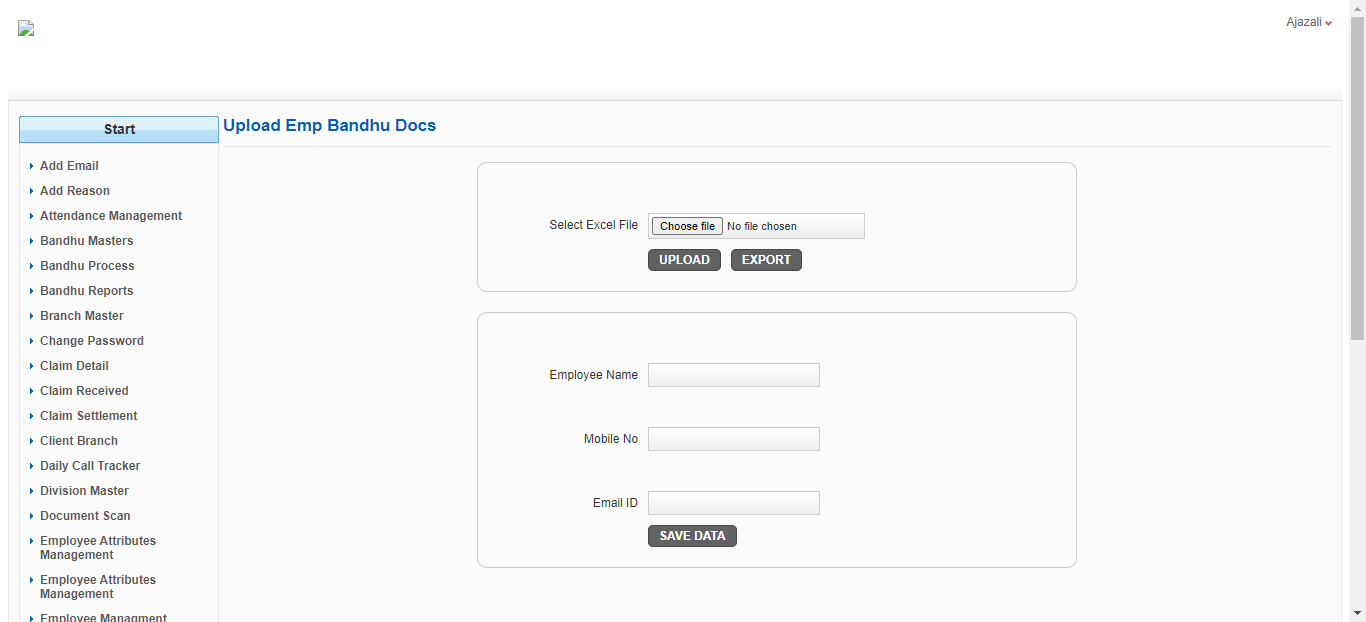 Ajazali
Start
Upload Emp Bandhu Docs
Add Email
Add Reason
Attendance Management
Bandhu Masters
Bandhu Process
Bandhu Reports
Branch Master
Change Password
Claim Detail
Claim Received
Claim Settlement
Client Branch
Daily Call Tracker
Division Master
Document Scan
Employee Attributes
Management
Employee Attributes
Management
Employee Managment
Select Excel File
Choose file No file chosen
UPLOAD EXPORT
Employee Name
Mobile No
Email ID
SAVE DATA